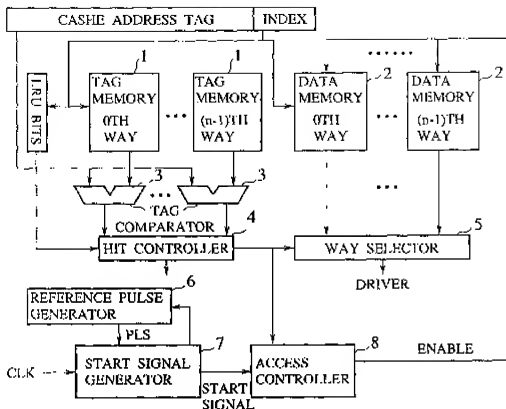 CASHE ADDRESS TAG INDEX
1 1
2 2
LRU BITS
TAG MEMORY 0TH WAY
TAG MEMORY (n-1)TH WAY
DATA MEMORY 0TH WAY
DATA MEMORY (n-1)TH WAY
3 3
TAG COMPARATOR
4
HIT CONTROLLER
5
WAY SELECTOR
DRIVER
6
REFERENCE PULSE GENERATOR
PLS
7
CLK
START SIGNAL GENERATOR
START SIGNAL
8
ACCESS CONTROLLER
ENABLE